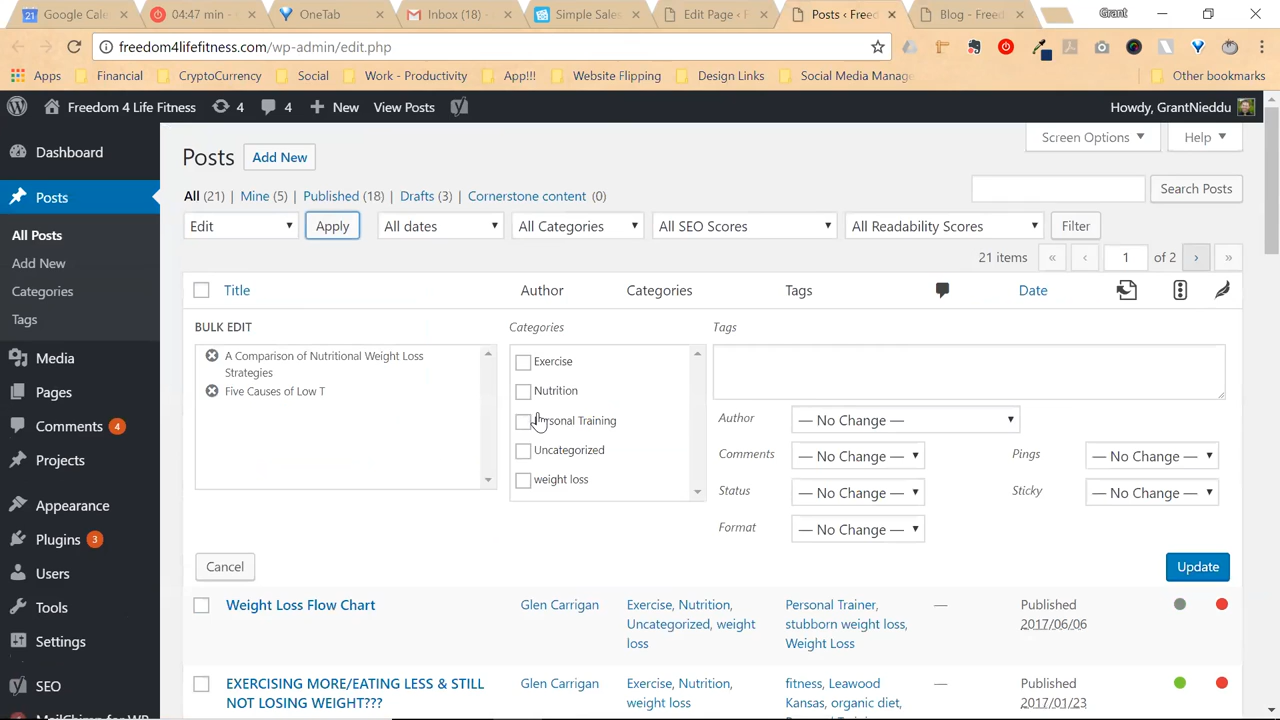 Google Cale
04:47 min -
OneTab
Inbox (18)
Simple Sales
Edit Page ‹
Posts ‹ Free
Blog - Free
Grant
freedom4lifefitness.com/wp-admin/edit.php
Apps
Financial
CryptoCurrency
Social
Work - Productivity
App!!!
Website Flipping
Design Links
Social Media Manag
Other bookmarks
Freedom 4 Life Fitness
4
4
New
View Posts
Howdy, GrantNieddu
Screen Options
Help
Dashboard
Posts
All Posts
Add New
Categories
Tags
Media
Pages
Comments 4
Projects
Appearance
Plugins 3
Users
Tools
Settings
SEO
MailChimp for WP
Posts Add New
All (21) | Mine (5) | Published (18) | Drafts (3) | Cornerstone content (0)
Search Posts
Edit
Apply
All dates
All Categories
All SEO Scores
All Readability Scores
Filter
21 items « ‹ 1 of 2 › »
Title Author Categories Tags Date
BULK EDIT
A Comparison of Nutritional Weight Loss
Strategies
Five Causes of Low T
Categories
Exercise
Nutrition
Personal Training
Uncategorized
weight loss
Tags
Author — No Change —
Comments — No Change — Pings — No Change —
Status — No Change — Sticky — No Change —
Format — No Change —
Cancel
Update
Weight Loss Flow Chart
Glen Carrigan
Exercise, Nutrition,
Uncategorized, weight
loss
Personal Trainer,
stubborn weight loss,
Weight Loss
—
Published
2017/06/06
EXERCISING MORE/EATING LESS & STILL
NOT LOSING WEIGHT???
Glen Carrigan
Exercise, Nutrition,
weight loss
fitness, Leawood
Kansas, organic diet,
—
Published
2017/01/23